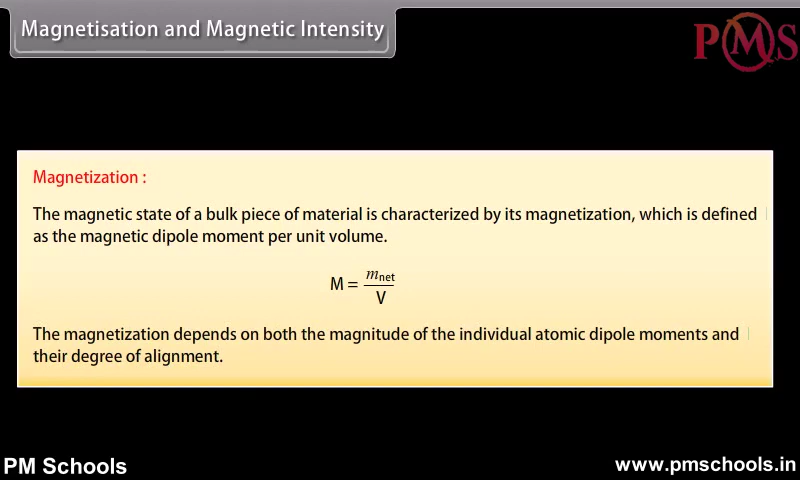 Magnetisation and Magnetic Intensity
PMS
Magnetization :
The magnetic state of a bulk piece of material is characterized by its magnetization, which is defined
as the magnetic dipole moment per unit volume.
M = m_net / V
The magnetization depends on both the magnitude of the individual atomic dipole moments and
their degree of alignment.
PM Schools
www.pmschools.in